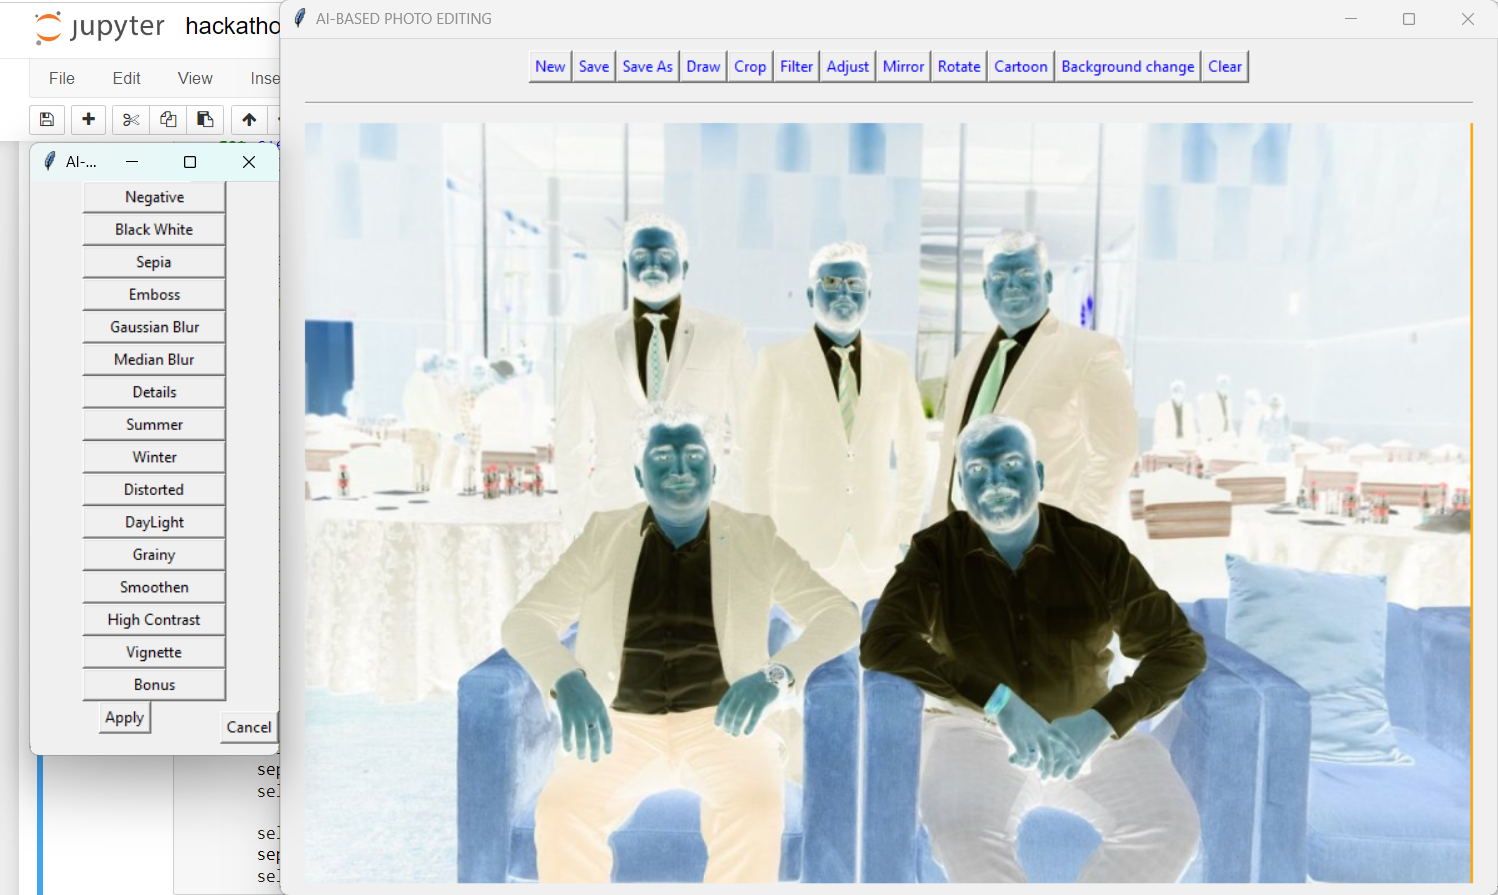 jupyter hackatho
AI-BASED PHOTO EDITING
File Edit View Inse
New Save Save As Draw Crop Filter Adjust Mirror Rotate Cartoon Background change Clear
AI-...
Negative
Black White
Sepia
Emboss
Gaussian Blur
Median Blur
Details
Summer
Winter
Distorted
DayLight
Grainy
Smoothen
High Contrast
Vignette
Bonus
Apply
Cancel
sep
sel
sel
sep
sel